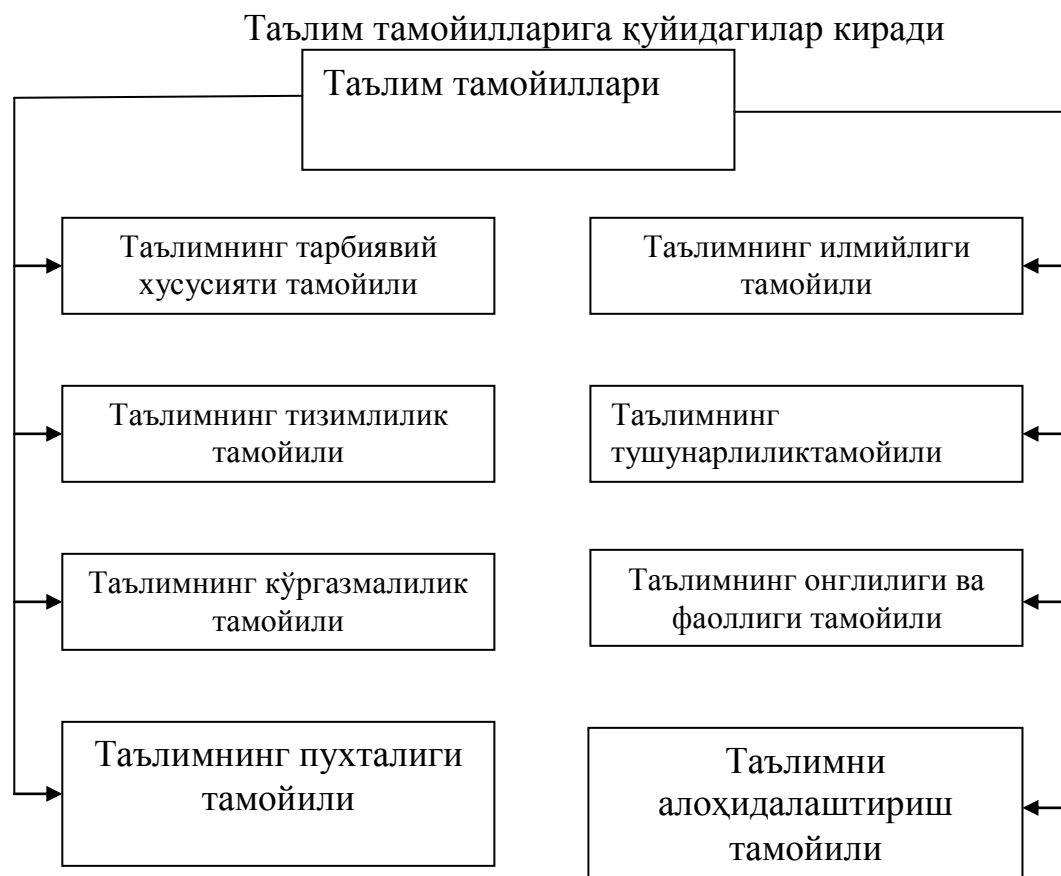 Таълим тамойилларига қуйидагилар киради
Таълим тамойиллари
Таълимнинг тарбиявий
хусусияти тамойили
Таълимнинг илмийлиги
тамойили
Таълимнинг тизимлилик
тамойили
Таълимнинг
тушунарлиликтамойили
Таълимнинг кўргазмалилик
тамойили
Таълимнинг онглилиги ва
фаоллиги тамойили
Таълимнинг пухталиги
тамойили
Таълимни
алоҳидалаштириш
тамойили